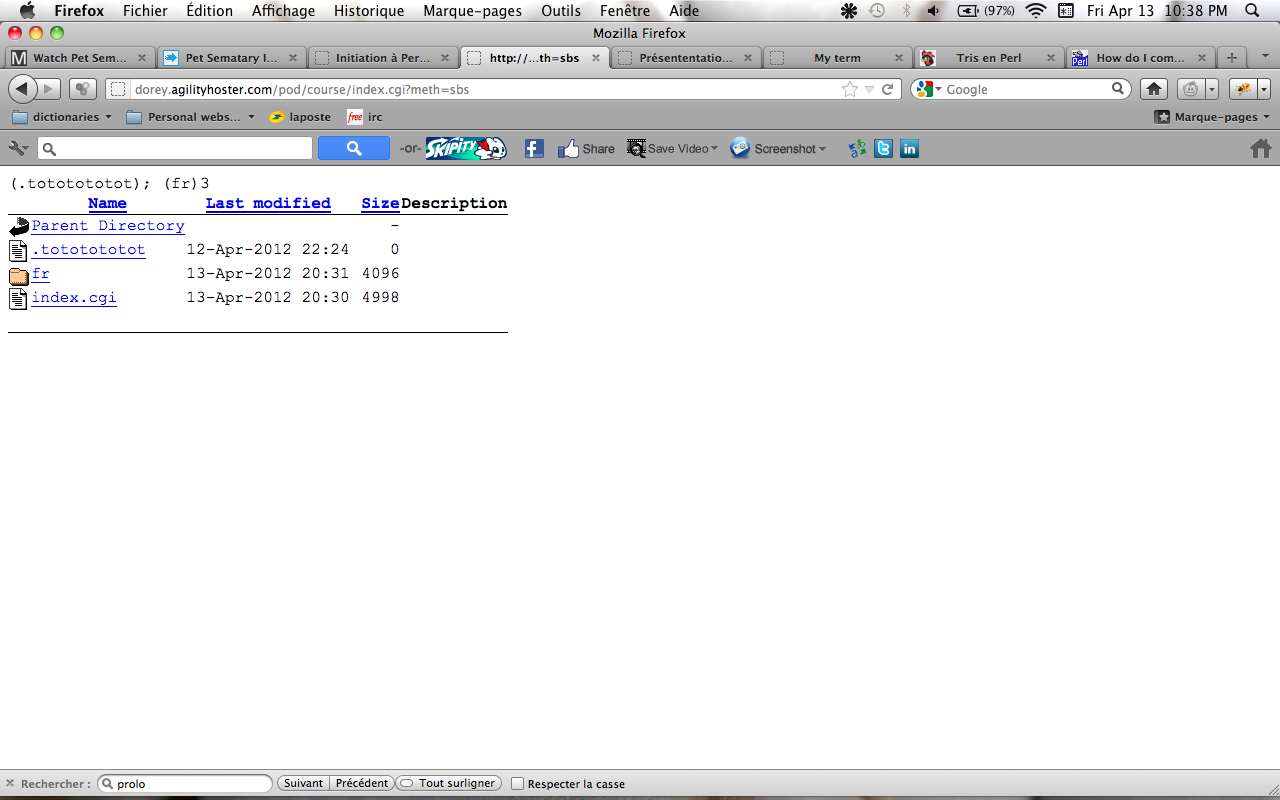 Firefox Fichier Édition Affichage Historique Marque-pages Outils Fenêtre Aide (97%) Fri Apr 13 10:38 PM
Mozilla Firefox
Watch Pet Sem... Pet Sematary I... Initiation à Per... http://...th=sbs Présententatio... My term Tris en Perl How do I com...
dorey.agilityhoster.com/pod/course/index.cgi?meth=sbs Google
dictionaries Personal webs... laposte free irc Marque-pages
-or- SKIPITY Share Save Video Screenshot
(.totototot​ot); (fr)3
Name Last modified Size Description
Parent Directory -
.totototot​ot 12-Apr-2012 22:24 0
fr 13-Apr-2012 20:31 4096
index.cgi 13-Apr-2012 20:30 4998
Rechercher : prolo Suivant Précédent Tout surligner Respecter la casse